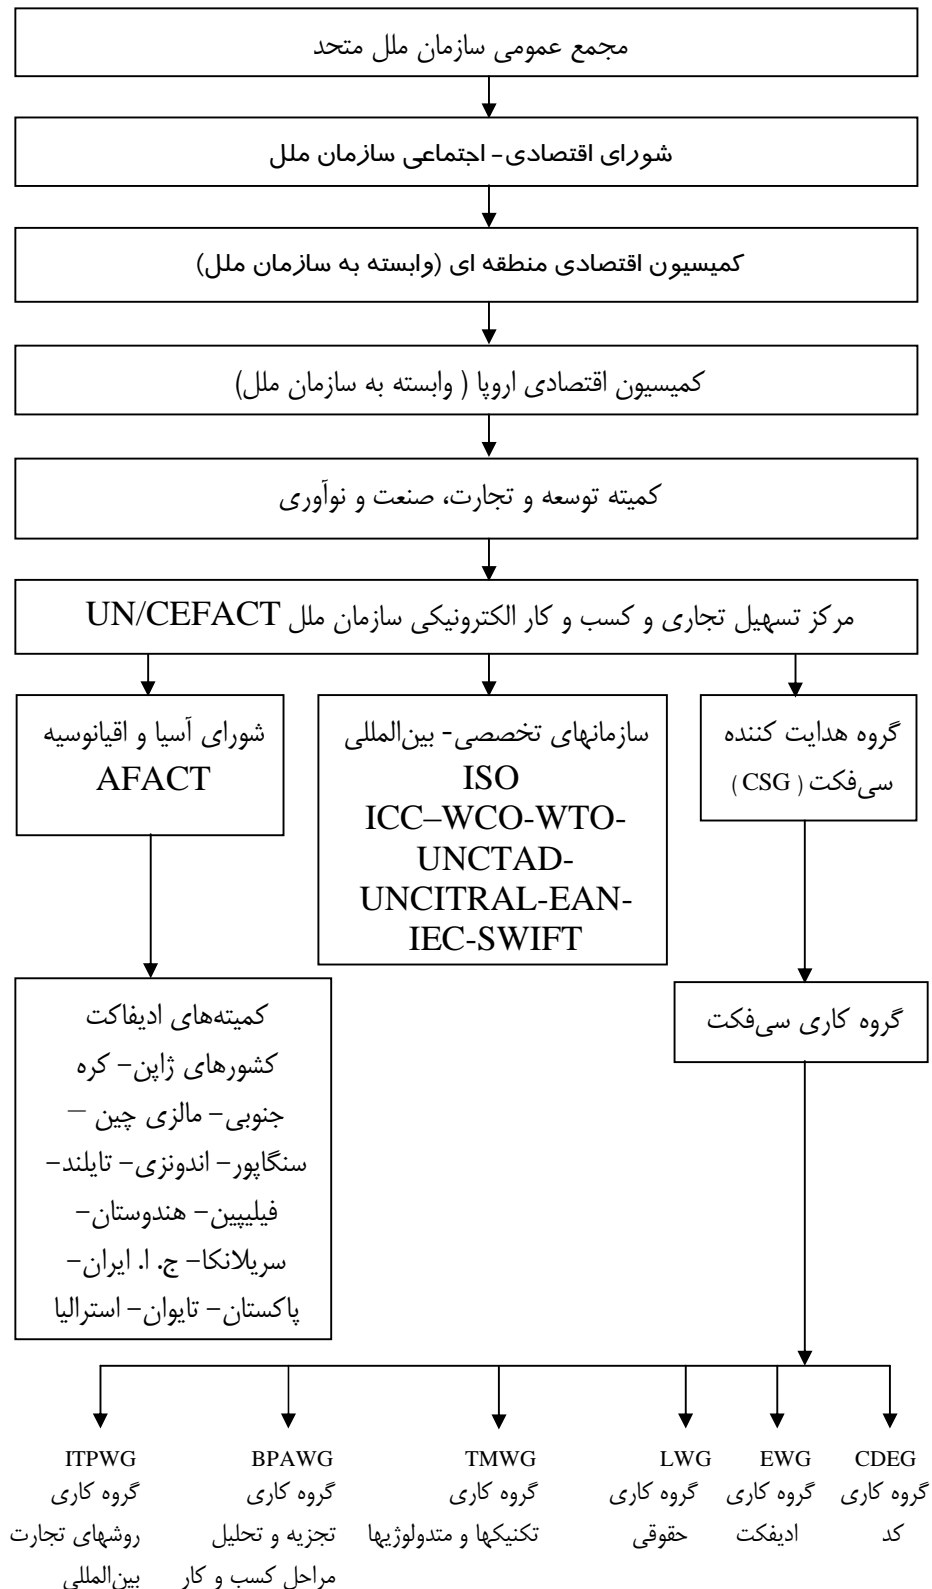 مجمع عمومی سازمان ملل متحد
شورای اقتصادی- اجتماعی سازمان ملل
کمیسیون اقتصادی منطقه ای (وابسته به سازمان ملل)
کمیسیون اقتصادی اروپا ( وابسته به سازمان ملل)
کمیته توسعه و تجارت، صنعت و نوآوری
مرکز تسهیل تجاری و کسب و کار الکترونیکی سازمان ملل UN/CEFACT
گروه هدایت کننده
سی‌فکت ( CSG )
سازمانهای تخصصی- بین‌المللی
ISO
ICC–WCO-WTO-
UNCTAD-
UNCITRAL-EAN-
IEC-SWIFT
شورای آسیا و اقیانوسیه
AFACT
گروه کاری سی‌فکت
کمیته‌های ادیفاکت
کشورهای ژاپن– کره
جنوبی– مالزی چین –
سنگاپور– اندونزی– تایلند–
فیلیپین– هندوستان–
سریلانکا– ج. ا. ایران–
پاکستان– تایوان– استرالیا
CDEG
گروه کاری
کد
EWG
گروه کاری
ادیفکت
LWG
گروه کاری
حقوقی
TMWG
گروه کاری
تکنیکها و متدولوژیها
BPAWG
گروه کاری
تجزیه و تحلیل
مراحل کسب و کار
ITPWG
گروه کاری
روشهای تجارت
بین‌المللی